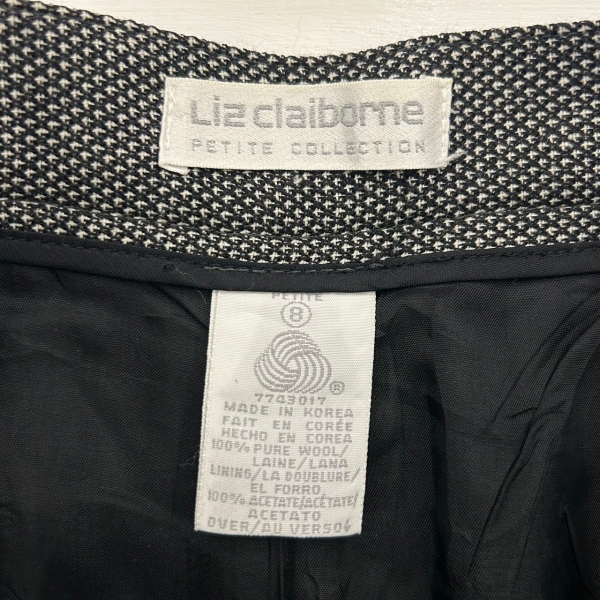 Liz claiborne
PETITE COLLECTION
PETITE
8
®
7743017
MADE IN KOREA
FAIT EN CORÉE
HECHO EN COREA
100% PURE WOOL/
LAINE/LANA
LINING/LA DOUBLURE/
EL FORRO
100% ACETATE/ACÉTATE/
ACETATO
OVER/AU VERSO